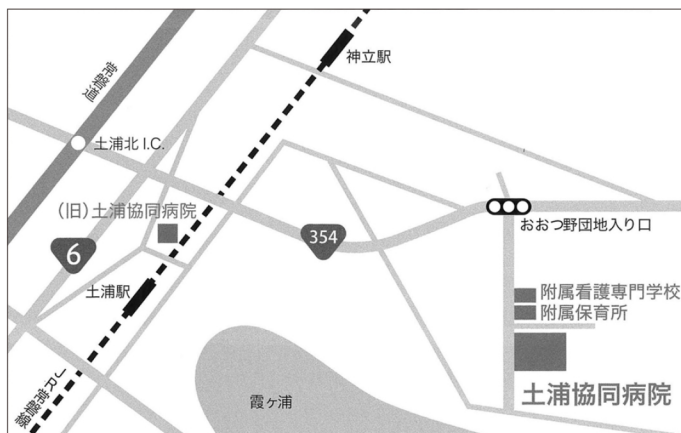 神立駅
常磐道
土浦北 I.C.
(旧)土浦協同病院
おおつ野団地入り口
354
6
土浦駅
附属看護専門学校
附属保育所
土浦協同病院
霞ヶ浦
JR常磐線